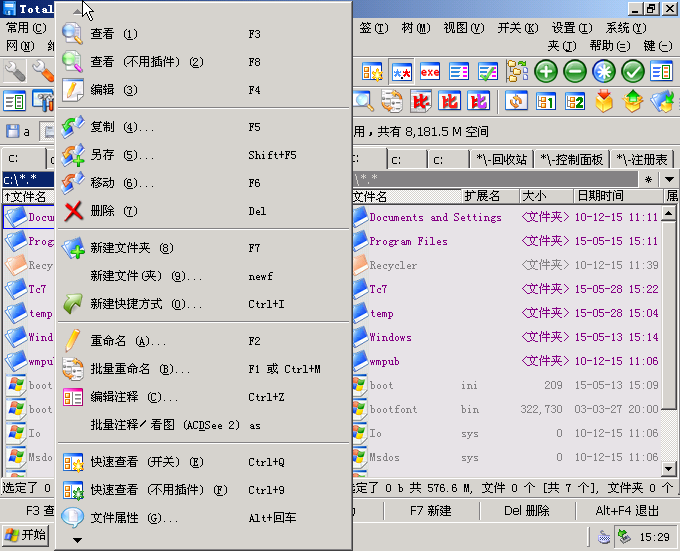 Total
常用(C)
签(T) 树(M) 视图(V) 开关(K) 设置(I) 系统(Y)
网(N)
夹(T) 帮助(E) 键(-)
exe
比 比 比
1 2
a
用，共有 8,181.5 M 空间
c: c: c: *\-回收站 *\-控制面板 *\-注册表
c:\*.* \*.* * ▼
↑文件名 文件名 扩展名 大小 日期时间 属
查看 (1) F3
查看 (不用插件) (2) F8
编辑 (3) F4
复制 (4)... F5
另存 (5)... Shift+F5
移动 (6)... F6
删除 (7) Del
新建文件夹 (8) F7
新建文件(夹) (9)... newf
新建快捷方式 (0)... Ctrl+I
重命名 (A)... F2
批量重命名 (B)... F1 或 Ctrl+M
编辑注释 (C)... Ctrl+Z
批量注释/看图 (ACDSee 2) as
快速查看 (开关) (E) Ctrl+Q
快速查看 (不用插件) (F) Ctrl+9
文件属性 (G)... Alt+回车
Docu
Prog
Recy
Tc7
temp
Wind
wmpu
boot
boot
Io
Msdo
Documents and Settings <文件夹> 10-12-15 11:11
Program Files <文件夹> 15-05-15 15:11
Recycler <文件夹> 10-12-15 11:39
Tc7 <文件夹> 15-05-28 15:22
temp <文件夹> 15-05-28 15:04
Windows <文件夹> 15-05-13 15:14
wmpub <文件夹> 10-12-15 11:06
boot ini 209 15-05-13 15:09
bootfont bin 322,730 03-03-27 20:00
Io sys 0 10-12-15 11:06
Msdos sys 0 10-12-15 11:06
选定了 0 选定了 0 b 共 576.6 M, 文件 0 个 [共 7 个], 文件夹 0 个
F3 查 F7 新建 Del 删除 Alt+F4 退出
开始 15:29